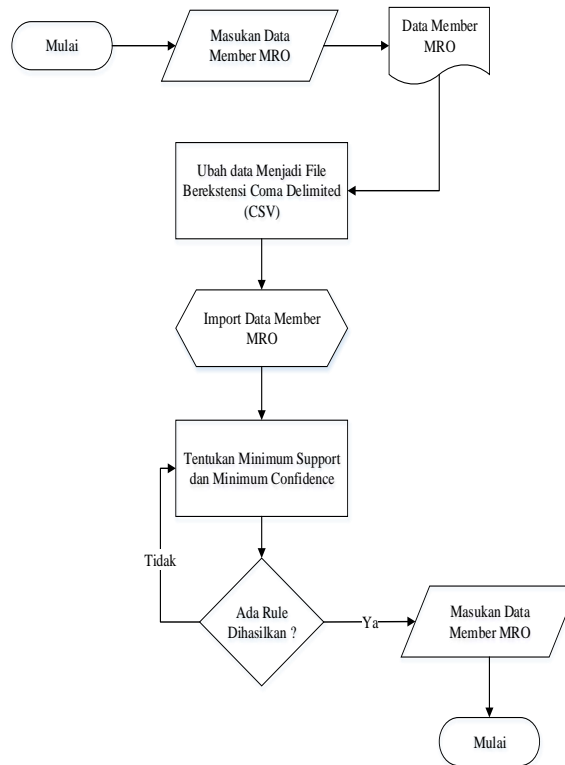 Mulai
Masukan Data
Member MRO
Data Member
MRO
Ubah data Menjadi File
Berekstensi Coma Delimited
(CSV)
Import Data Member
MRO
Tentukan Minimum Support
dan Minimum Confidence
Tidak
Ada Rule
Dihasilkan ?
Ya
Masukan Data
Member MRO
Mulai